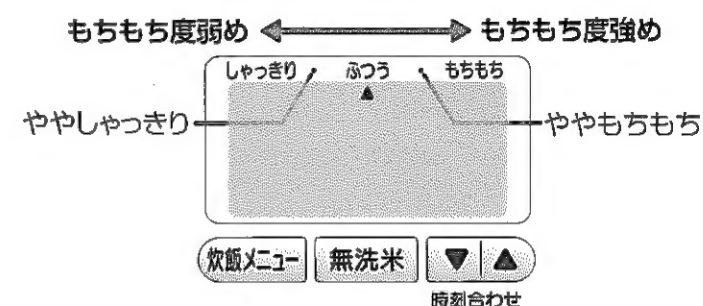 もちもち度弱め もちもち度強め
しゃっきり ・ ふつう ・ もちもち
ややしゃっきり ややもちもち
炊飯メニュー 無洗米 ▼ ▲
時刻合わせ